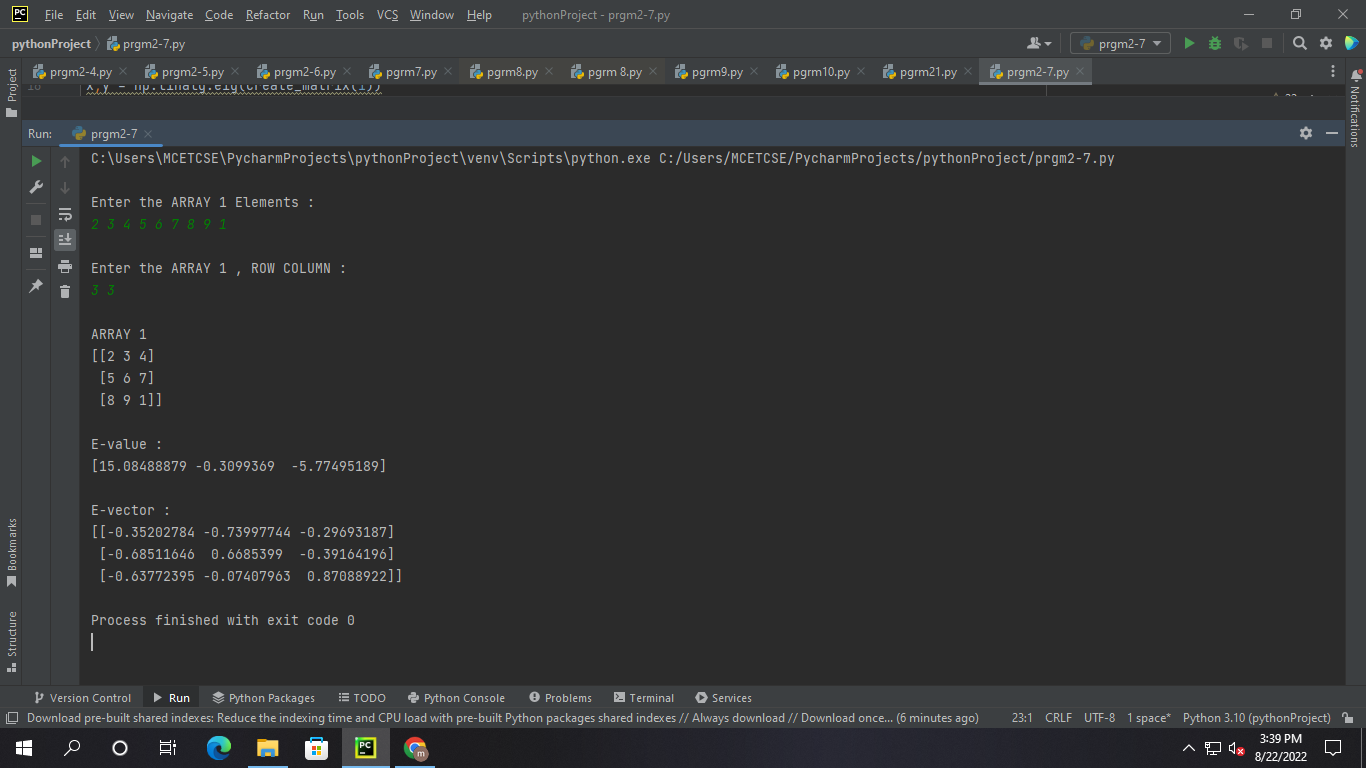 PC File Edit View Navigate Code Refactor Run Tools VCS Window Help pythonProject - prgm2-7.py
pythonProject prgm2-7.py prgm2-7
prgm2-4.py prgm2-5.py prgm2-6.py prgm7.py pgrm8.py pgrm 8.py pgrm9.py pgrm10.py pgrm21.py prgm2-7.py
Project
Notifications
x,y = np.linalg.eig(create_matrix(1))
Run: prgm2-7
C:\Users\MCETCSE\PycharmProjects\pythonProject\venv\Scripts\python.exe C:/Users/MCETCSE/PycharmProjects/pythonProject/prgm2-7.py
Enter the ARRAY 1 Elements :
2 3 4 5 6 7 8 9 1
Enter the ARRAY 1 , ROW COLUMN :
3 3
ARRAY 1
[[2 3 4]
[5 6 7]
[8 9 1]]
E-value :
[15.08488879 -0.3099369  -5.77495189]
E-vector :
[[-0.35202784 -0.73997744 -0.29693187]
[-0.68511646  0.6685399  -0.39164196]
[-0.63772395 -0.07407963  0.87088922]]
Process finished with exit code 0
Bookmarks
Structure
Version Control Run Python Packages TODO Python Console Problems Terminal Services
Download pre-built shared indexes: Reduce the indexing time and CPU load with pre-built Python packages shared indexes // Always download // Download once... (6 minutes ago) 23:1 CRLF UTF-8 1 space* Python 3.10 (pythonProject)
PC m 3:39 PM
8/22/2022